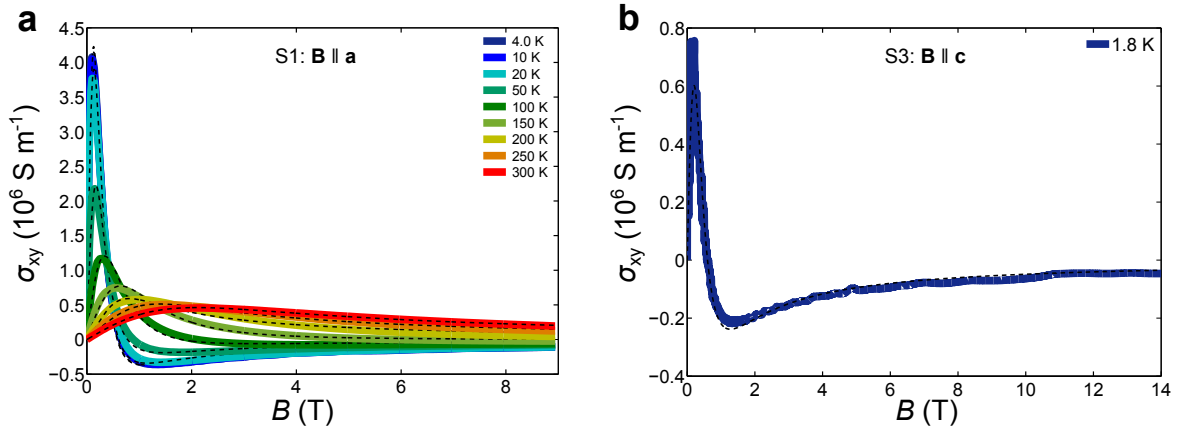 a
S1: B ∥ a
σxy (10⁶ S m⁻¹)
4.5
4.0
3.5
3.0
2.5
2.0
1.5
1.0
0.5
0
−0.5
0 2 4 6 8
B (T)
4.0 K
10 K
20 K
50 K
100 K
150 K
200 K
250 K
300 K
b
S3: B ∥ c
1.8 K
σxy (10⁶ S m⁻¹)
0.8
0.6
0.4
0.2
0
−0.2
−0.4
0 2 4 6 8 10 12 14
B (T)